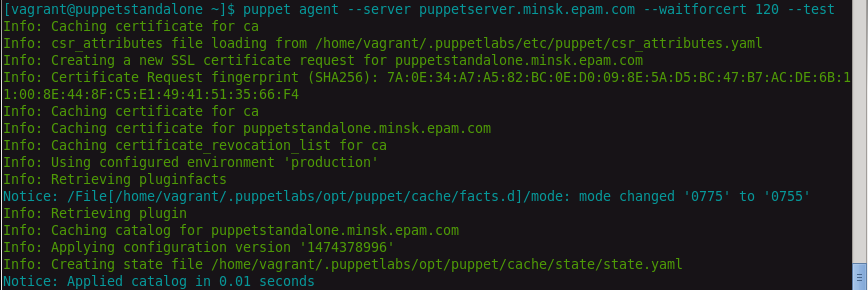 [vagrant@puppetstandalone ~]$ puppet agent --server puppetserver.minsk.epam.com --waitforcert 120 --test
Info: Caching certificate for ca
Info: csr_attributes file loading from /home/vagrant/.puppetlabs/etc/puppet/csr_attributes.yaml
Info: Creating a new SSL certificate request for puppetstandalone.minsk.epam.com
Info: Certificate Request fingerprint (SHA256): 7A:0E:34:A7:A5:82:BC:0E:D0:09:8E:5A:D5:BC:47:B7:AC:DE:6B:1
1:00:8E:44:8F:C5:E1:49:41:51:35:66:F4
Info: Caching certificate for ca
Info: Caching certificate for puppetstandalone.minsk.epam.com
Info: Caching certificate_revocation_list for ca
Info: Using configured environment 'production'
Info: Retrieving pluginfacts
Notice: /File[/home/vagrant/.puppetlabs/opt/puppet/cache/facts.d]/mode: mode changed '0775' to '0755'
Info: Retrieving plugin
Info: Caching catalog for puppetstandalone.minsk.epam.com
Info: Applying configuration version '1474378996'
Info: Creating state file /home/vagrant/.puppetlabs/opt/puppet/cache/state/state.yaml
Notice: Applied catalog in 0.01 seconds